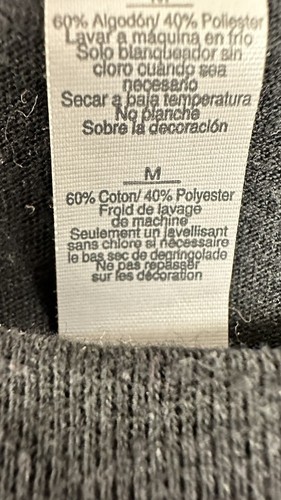 60% Algodón/ 40% Poliester
Lavar a máquina en frío
Solo blanqueador sin
cloro cuando sea
necesario
Secar a baja temperatura
No planche
Sobre la decoración
M
60% Coton/ 40% Polyester
Froid de lavage
de machine
Seulement un javellisant
sans chlore si nécessaire
le bas sec de degringolade
Ne pas repasser
sur les décoration